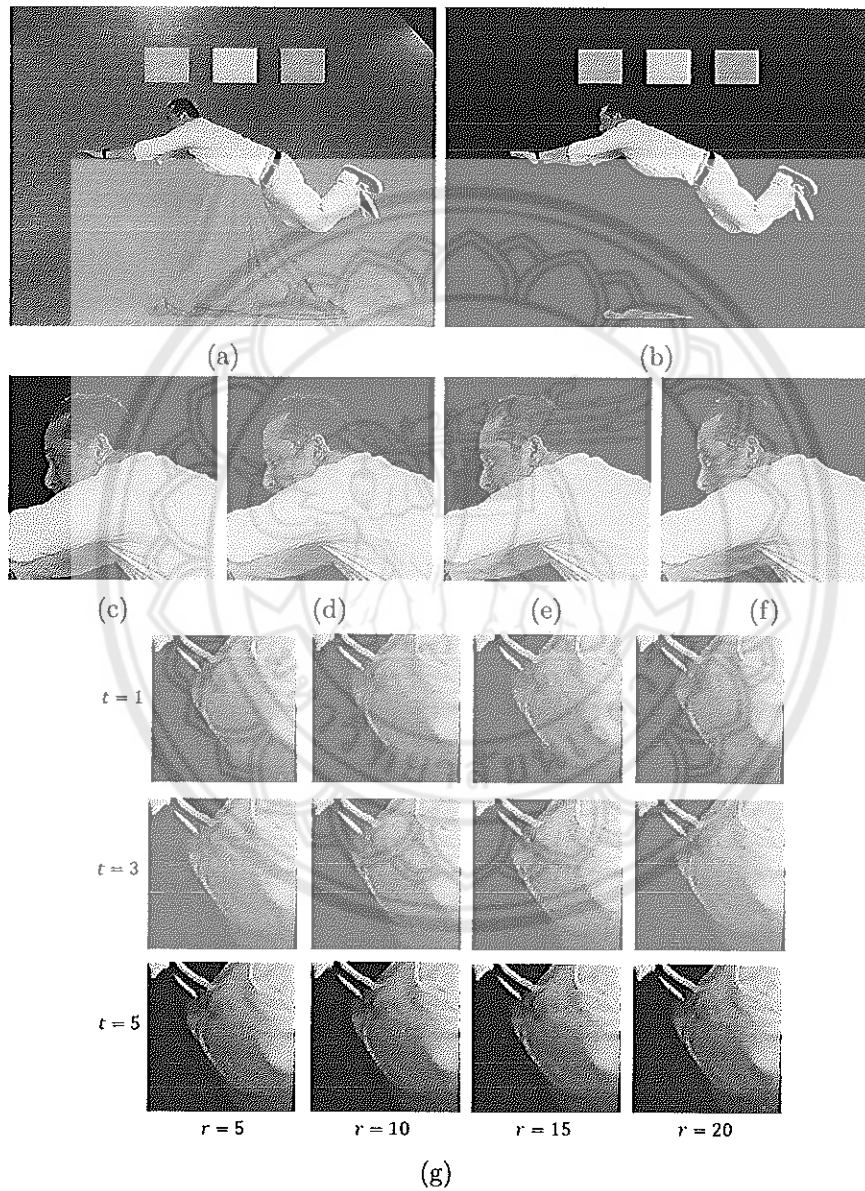 (a) (b)
(c) (d) (e) (f)
t = 1
t = 3
t = 5
r = 5 r = 10 r = 15 r = 20
(g)